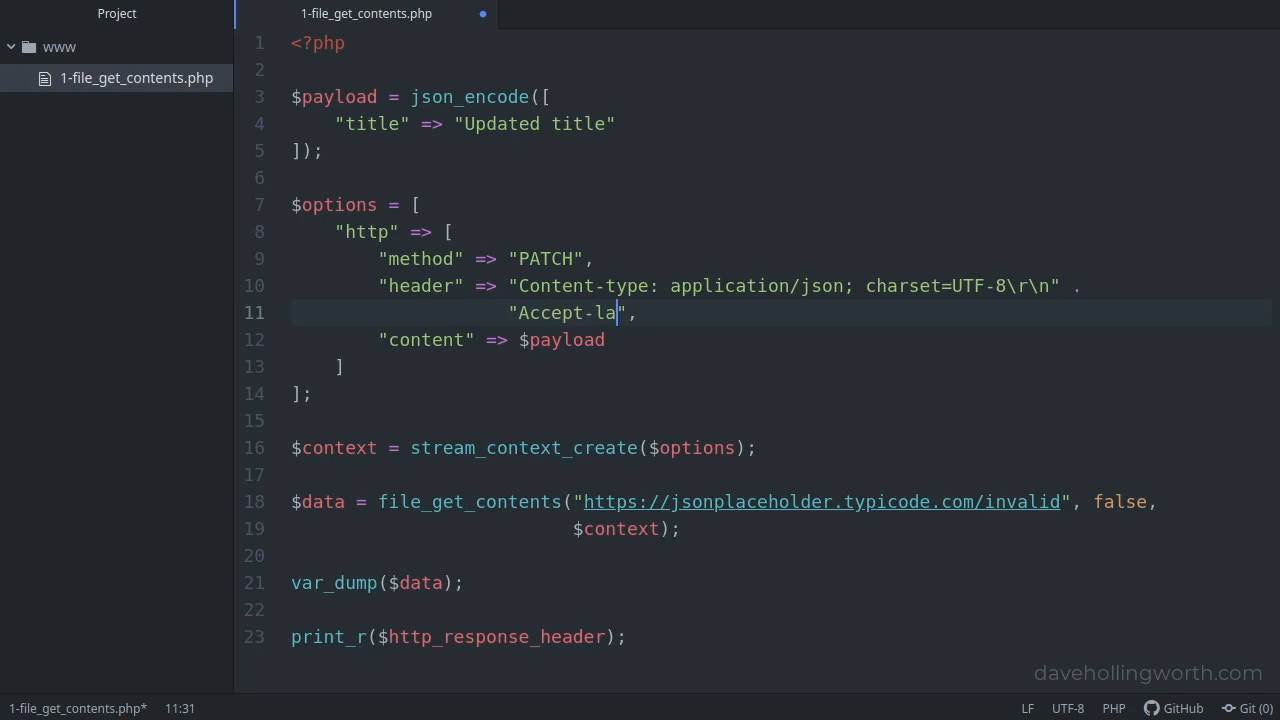 Project
1-file_get_contents.php
www
1-file_get_contents.php
1 <?php
2
3 $payload = json_encode([
4     "title" => "Updated title"
5 ]);
6
7 $options = [
8     "http" => [
9         "method" => "PATCH",
10         "header" => "Content-type: application/json; charset=UTF-8\r\n" .
11                     "Accept-la",
12         "content" => $payload
13     ]
14 ];
15
16 $context = stream_context_create($options);
17
18 $data = file_get_contents("https://jsonplaceholder.typicode.com/invalid", false,
19                           $context);
20
21 var_dump($data);
22
23 print_r($http_response_header);
davehollingworth.com
1-file_get_contents.php* 11:31 LF UTF-8 PHP GitHub Git (0)